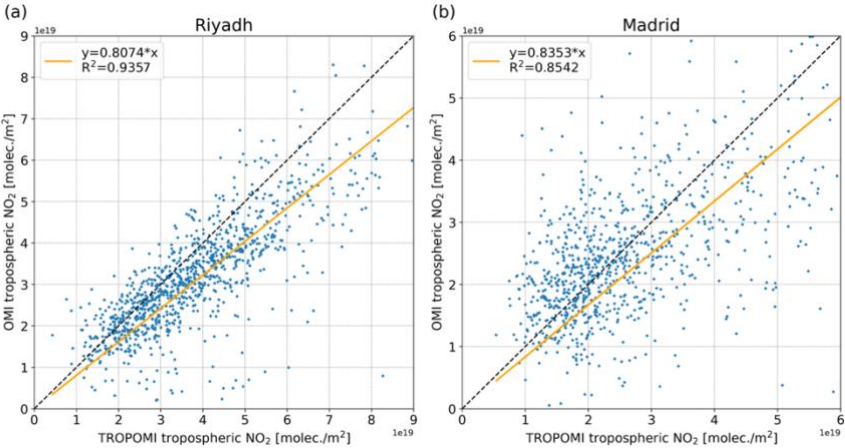 (a)
Riyadh
1e19
y=0.8074*x
R²=0.9357
9
8
7
6
5
4
3
2
1
0
OMI tropospheric NO₂ [molec./m²]
0 1 2 3 4 5 6 7 8 9
1e19
TROPOMI tropospheric NO₂ [molec./m²]
(b)
Madrid
1e19
y=0.8353*x
R²=0.8542
6
5
4
3
2
1
0
OMI tropospheric NO₂ [molec./m²]
0 1 2 3 4 5 6
1e19
TROPOMI tropospheric NO₂ [molec./m²]